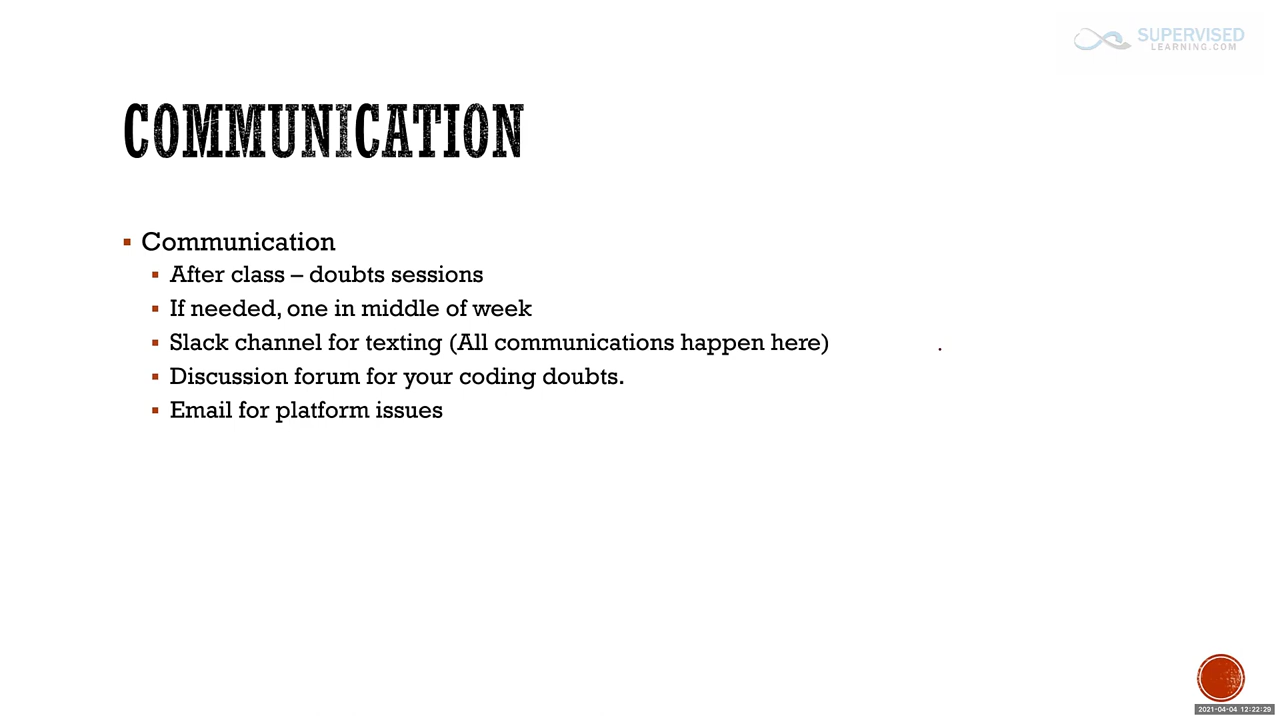 SUPERVISED
LEARNING.COM
COMMUNICATION
Communication
After class – doubts sessions
If needed, one in middle of week
Slack channel for texting (All communications happen here)
Discussion forum for your coding doubts.
Email for platform issues
2021-04-04 12:22:29